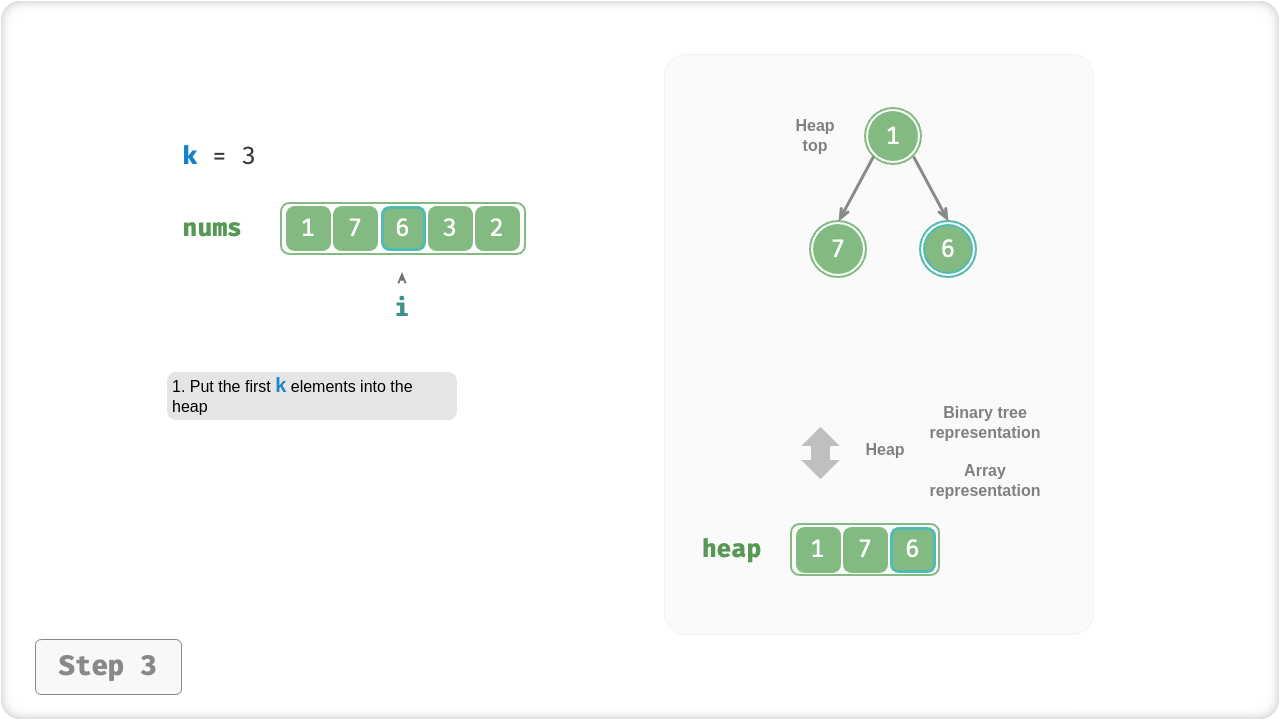 k = 3
nums 1 7 6 3 2
i
1. Put the first k elements into the
heap
Step 3
Heap
top
1
7 6
Heap
Binary tree
representation
Array
representation
heap 1 7 6